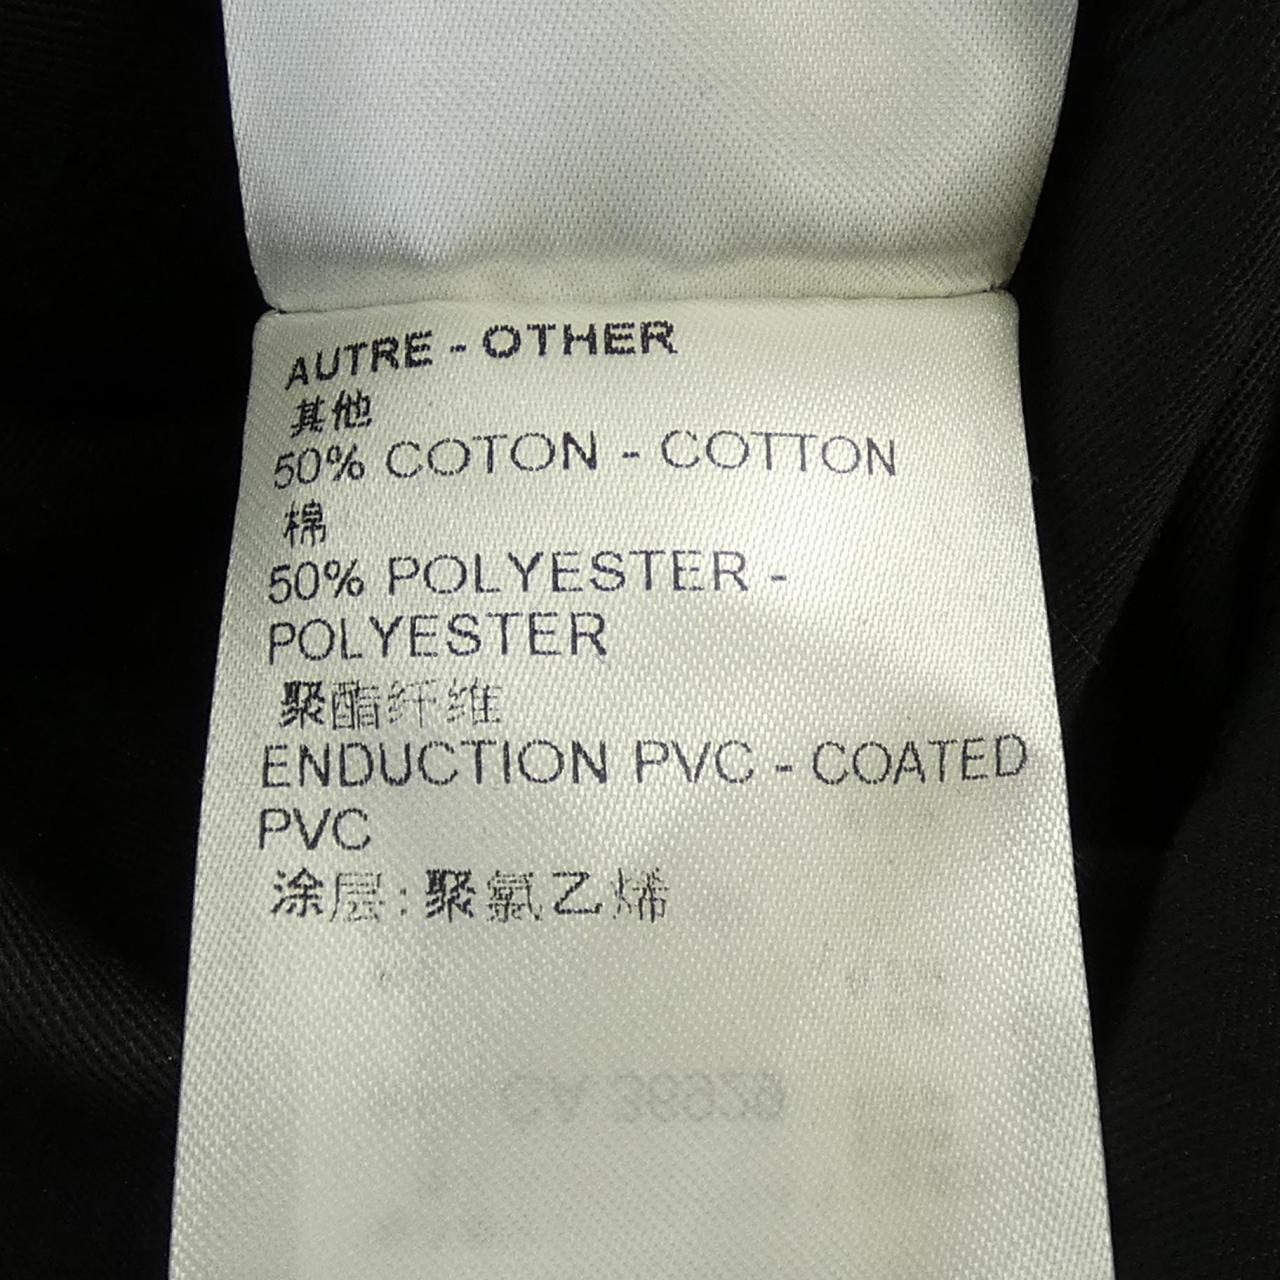 AUTRE - OTHER
其他
50% COTON - COTTON
棉
50% POLYESTER -
POLYESTER
聚酯纤维
ENDUCTION PVC - COATED
PVC
涂层:聚氯乙烯